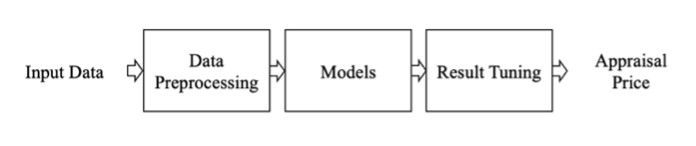 Input Data
Data
Preprocessing
Models
Result Tuning
Appraisal
Price